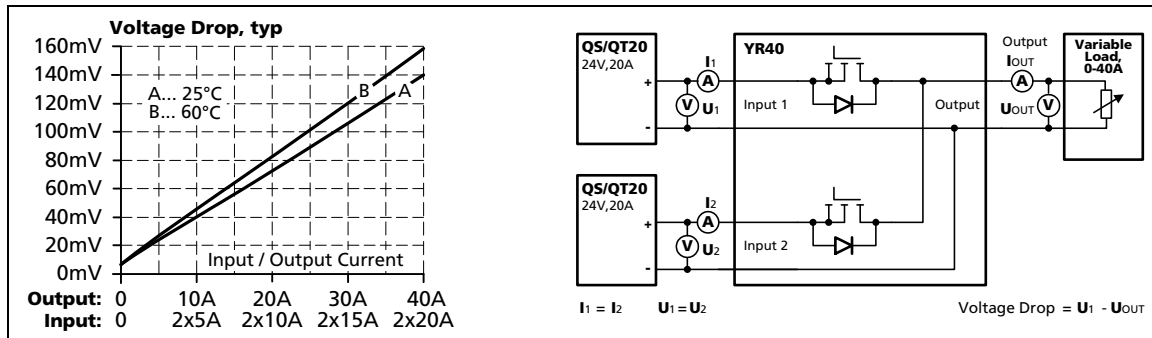 Voltage Drop, typ
160mV
140mV
120mV
100mV
80mV
60mV
40mV
20mV
0mV
A... 25°C
B... 60°C
B
A
Input / Output Current
Output: 0 10A 20A 30A 40A
Input: 0 2x5A 2x10A 2x15A 2x20A
QS/QT20
24V,20A
+
-
I1
A
V
U1
YR40
Input 1
Output
Output
IOUT
A
V
UOUT
Variable
Load,
0-40A
QS/QT20
24V,20A
+
-
I2
A
V
U2
Input 2
I1 = I2 U1=U2
Voltage Drop = U1 - UOUT